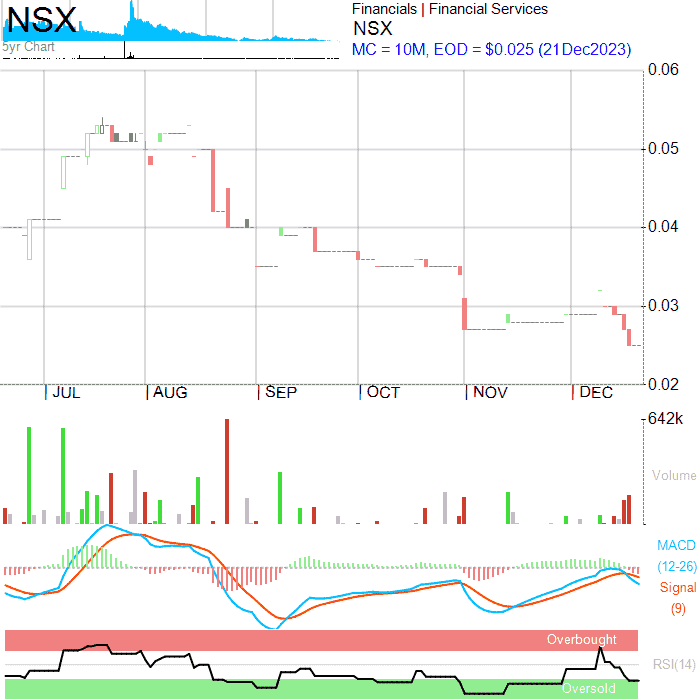 NSX
5yr Chart
Financials | Financial Services
NSX
MC = 10M, EOD = $0.025 (21Dec2023)
0.06
0.05
0.04
0.03
0.02
JUL AUG SEP OCT NOV DEC
642k
Volume
MACD
(12-26)
Signal
(9)
Overbought
RSI(14)
Oversold